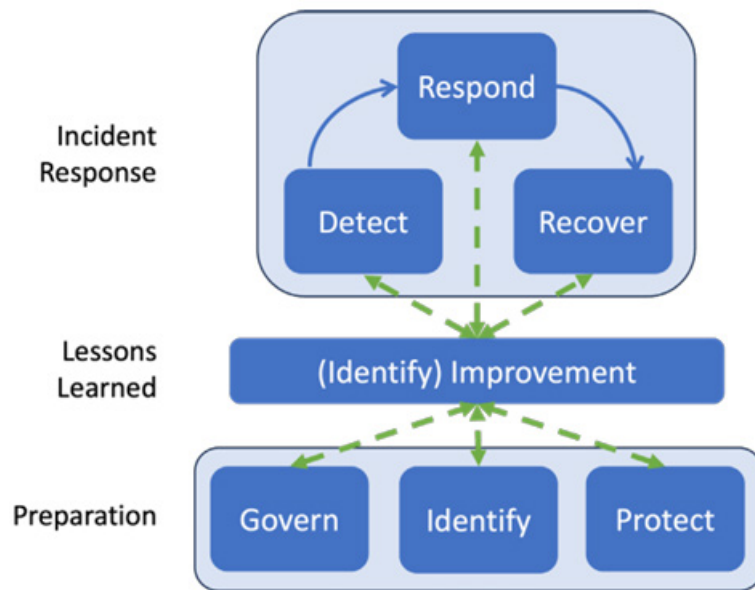 Respond
Incident
Response
Detect
Recover
Lessons
Learned
(Identify) Improvement
Preparation
Govern
Identify
Protect